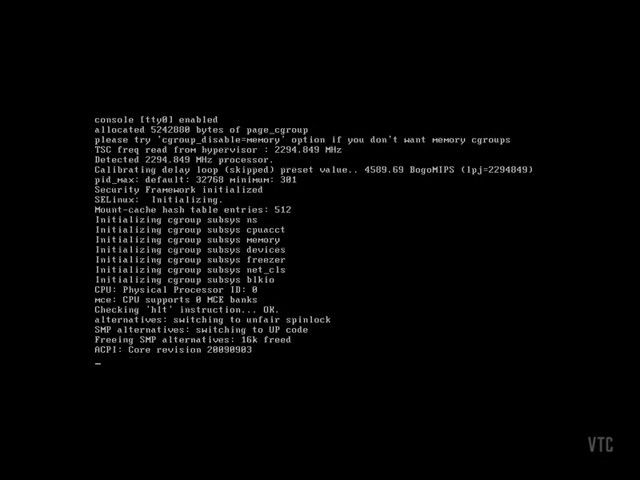 console [tty0] enabled
allocated 5242880 bytes of page_cgroup
please try 'cgroup_disable=memory' option if you don't want memory cgroups
TSC freq read from hypervisor : 2294.849 MHz
Detected 2294.849 MHz processor.
Calibrating delay loop (skipped) preset value.. 4589.69 BogoMIPS (lpj=2294849)
pid_max: default: 32768 minimum: 301
Security Framework initialized
SELinux:  Initializing.
Mount-cache hash table entries: 512
Initializing cgroup subsys ns
Initializing cgroup subsys cpuacct
Initializing cgroup subsys memory
Initializing cgroup subsys devices
Initializing cgroup subsys freezer
Initializing cgroup subsys net_cls
Initializing cgroup subsys blkio
CPU: Physical Processor ID: 0
mce: CPU supports 0 MCE banks
Checking 'hlt' instruction... OK.
alternatives: switching to unfair spinlock
SMP alternatives: switching to UP code
Freeing SMP alternatives: 16k freed
ACPI: Core revision 20090903
VTC